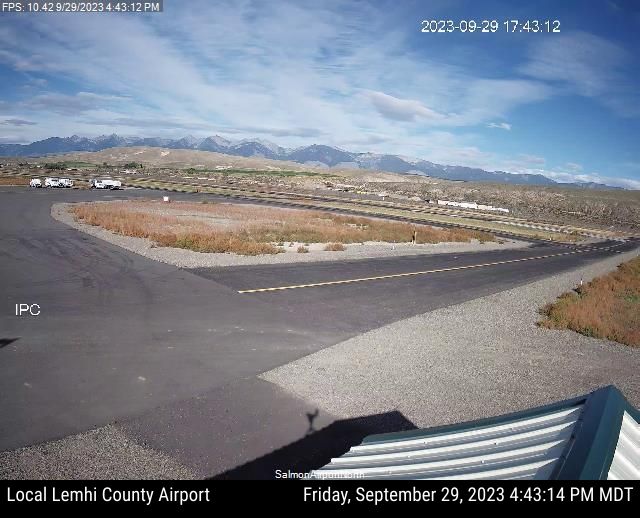 FPS: 10.42 9/29/2023 4:43:12 PM
2023-09-29 17:43:12
IPC
SalmonAirportNorth
Local Lemhi County Airport Friday, September 29, 2023 4:43:14 PM MDT